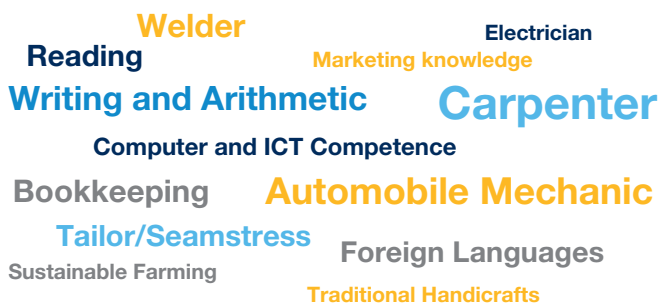 Welder
Electrician
Reading
Marketing knowledge
Writing and Arithmetic
Carpenter
Computer and ICT Competence
Bookkeeping
Automobile Mechanic
Tailor/Seamstress
Foreign Languages
Sustainable Farming
Traditional Handicrafts